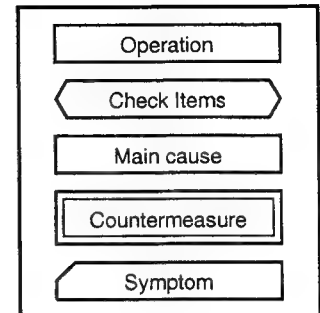 Operation
Check Items
Main cause
Countermeasure
Symptom